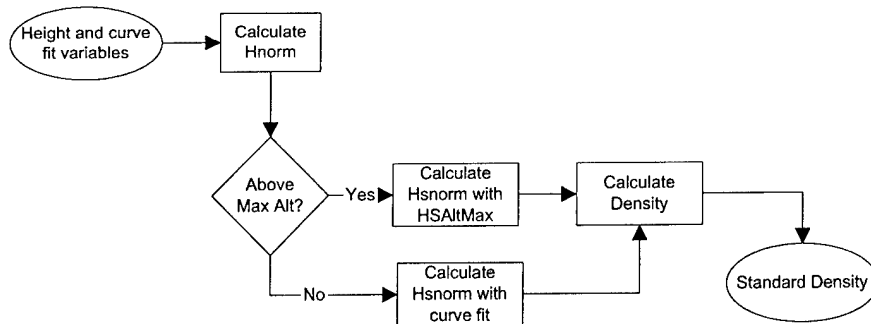 Height and curve
fit variables
Calculate
Hnorm
Above
Max Alt?
Yes
Calculate
Hsnorm with
HSAltMax
Calculate
Density
No
Calculate
Hsnorm with
curve fit
Standard Density